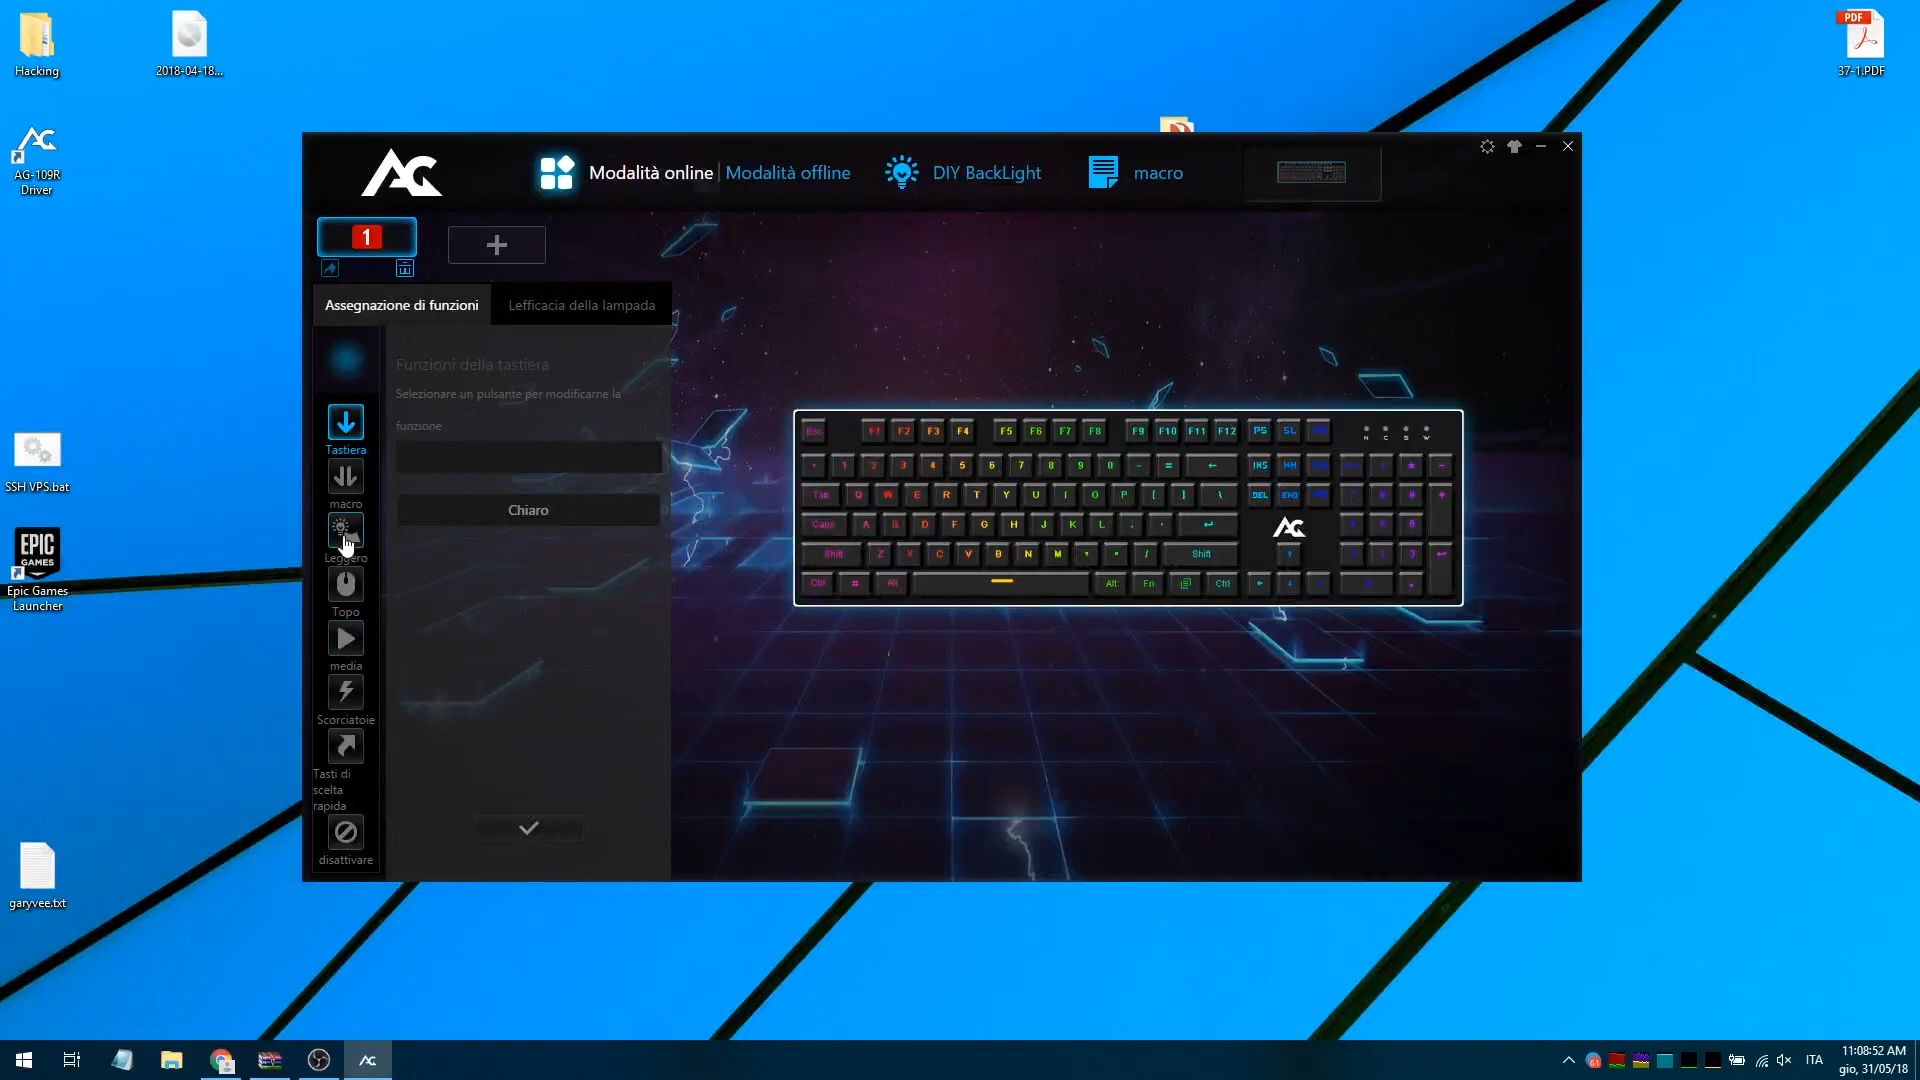 Hacking
2018-04-18...
PDF
37-1.PDF
AG-109R
Driver
SSH VPS.bat
EPIC
GAMES
Epic Games
Launcher
garyvee.txt
AG
Modalità online | Modalità offline
DIY BackLight
macro
1
+
Assegnazione di funzioni
Lefficacia della lampada
Funzioni della tastiera
Selezionare un pulsante per modificarne la
funzione
Chiaro
Tastiera
macro
Leggero
Topo
media
Scorciatoie
Tasti di
scelta
rapida
disattivare
Esc F1 F2 F3 F4 F5 F6 F7 F8 F9 F10 F11 F12 PS SL
N C S W
1 2 3 4 5 6 7 8 9 0 - = ← INS HM
Tab Q W E R T Y U I O P [ ] \ DEL END
Caps A S D F G H J K L ; ↵
Shift Z X C V B N M / Shift
Ctrl Alt Alt Fn Ctrl
AG
61
ITA
11:08:52 AM
gio, 31/05/18